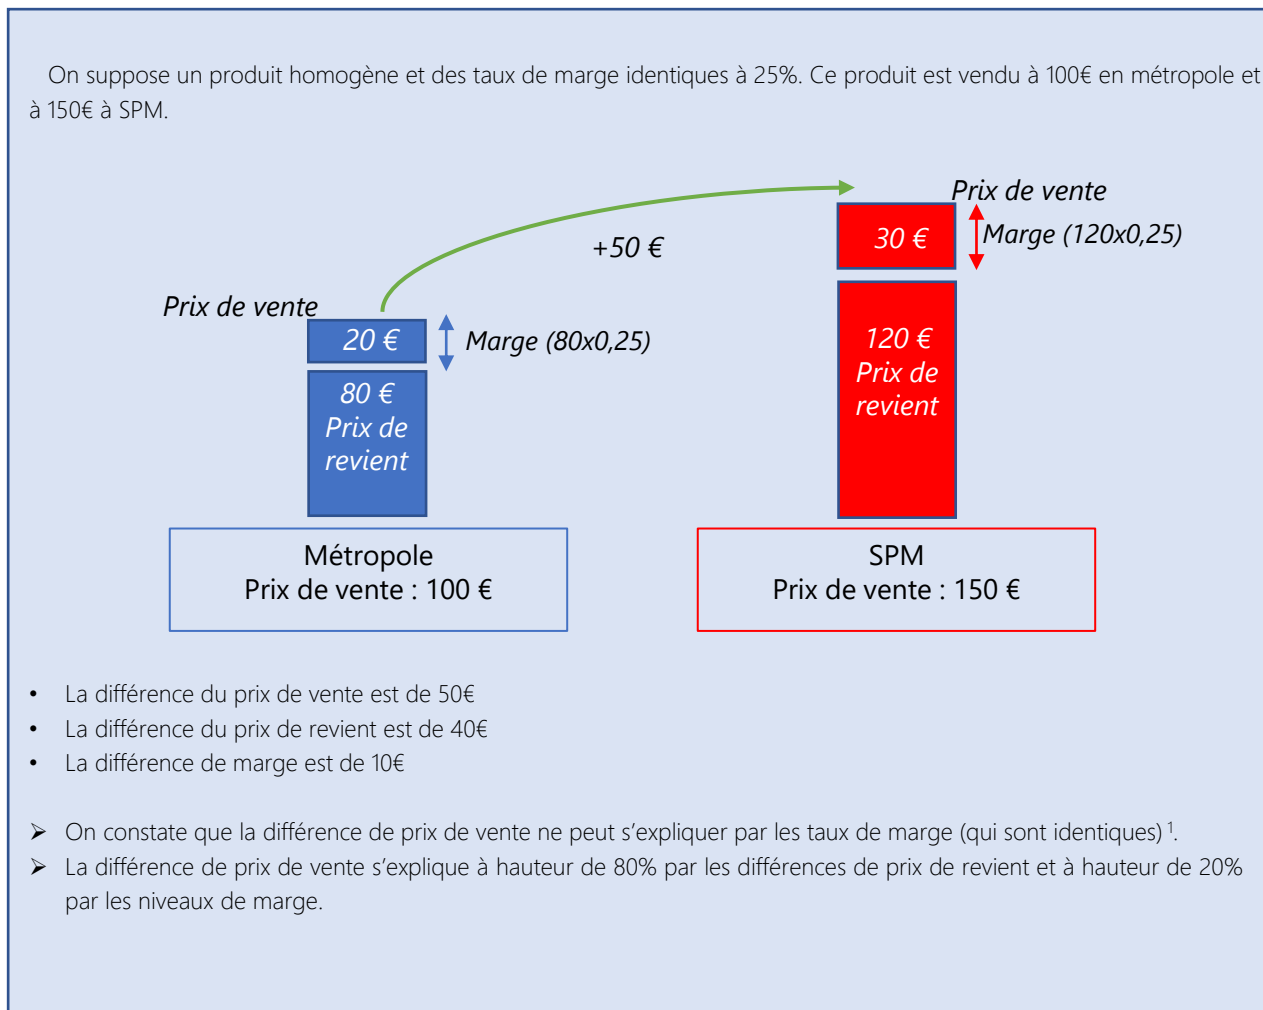 On suppose un produit homogène et des taux de marge identiques à 25%. Ce produit est vendu à 100€ en métropole et
à 150€ à SPM.
Prix de vente
30 €
Marge (120x0,25)
+50 €
Prix de vente
20 €
Marge (80x0,25)
120 €
Prix de
revient
80 €
Prix de
revient
Métropole
Prix de vente : 100 €
SPM
Prix de vente : 150 €
• La différence du prix de vente est de 50€
• La différence du prix de revient est de 40€
• La différence de marge est de 10€
➢ On constate que la différence de prix de vente ne peut s’expliquer par les taux de marge (qui sont identiques) ¹.
➢ La différence de prix de vente s’explique à hauteur de 80% par les différences de prix de revient et à hauteur de 20%
par les niveaux de marge.